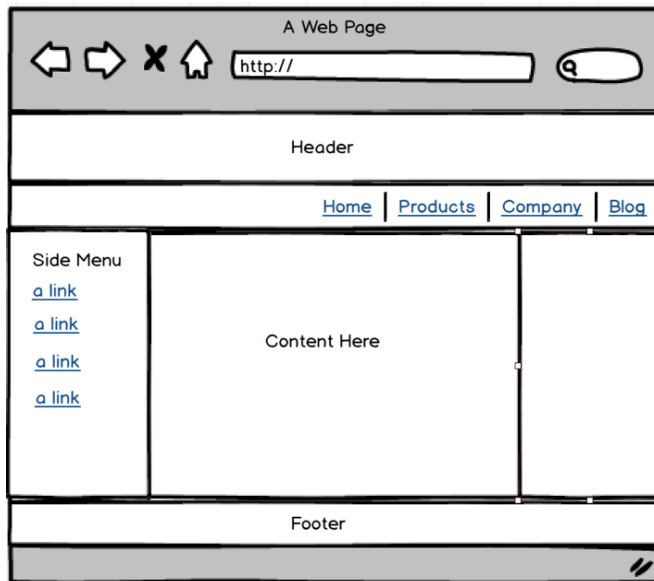 A Web Page
http://
Header
Home Products Company Blog
Side Menu
a link
a link
a link
a link
Content Here
Footer